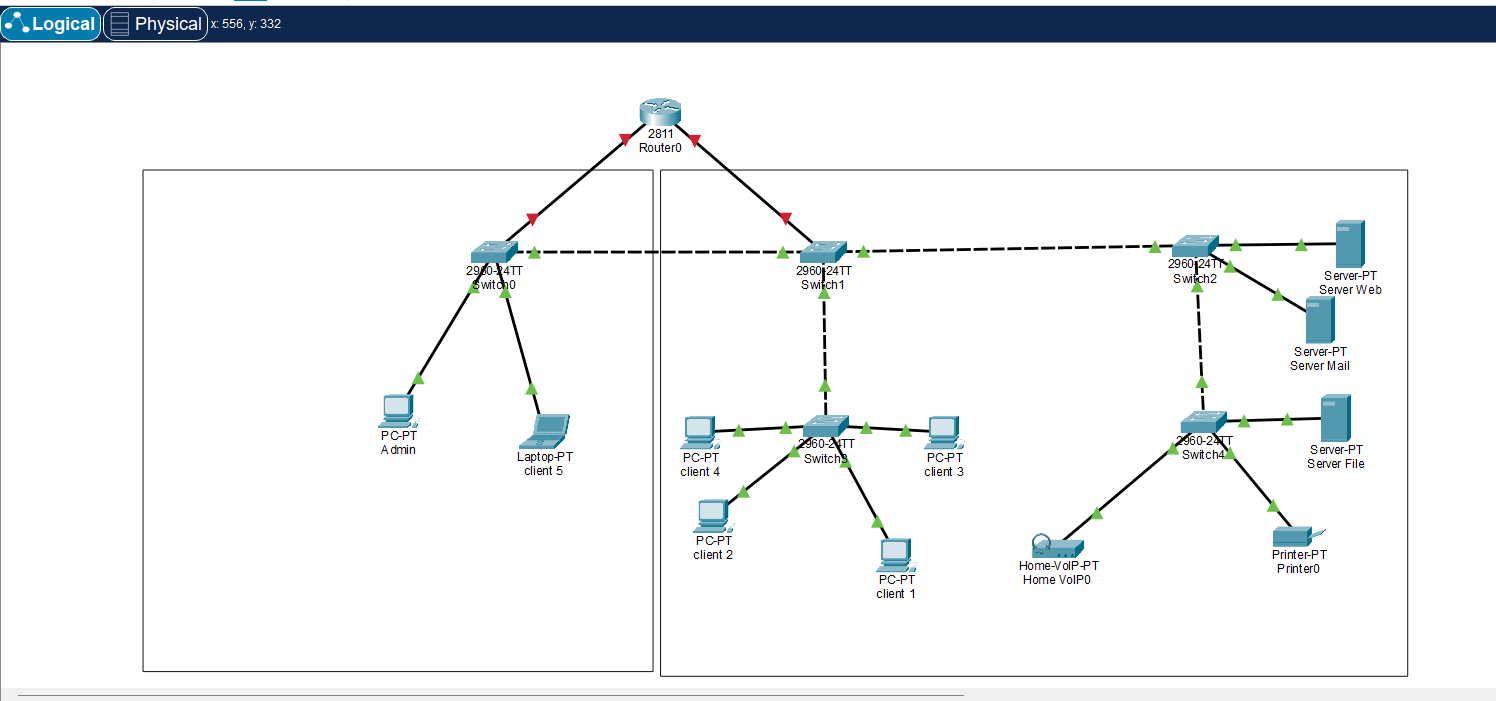 Logical
Physical
x: 556, y: 332
2811
Router0
2960-24TT
Switch0
2960-24TT
Switch1
2960-24TT
Switch2
Server-PT
Server Web
Server-PT
Server Mail
PC-PT
Admin
Laptop-PT
client 5
PC-PT
client 4
2960-24TT
Switch3
PC-PT
client 3
2960-24TT
Switch4
Server-PT
Server File
PC-PT
client 2
PC-PT
client 1
Home-VoIP-PT
Home VoIP0
Printer-PT
Printer0